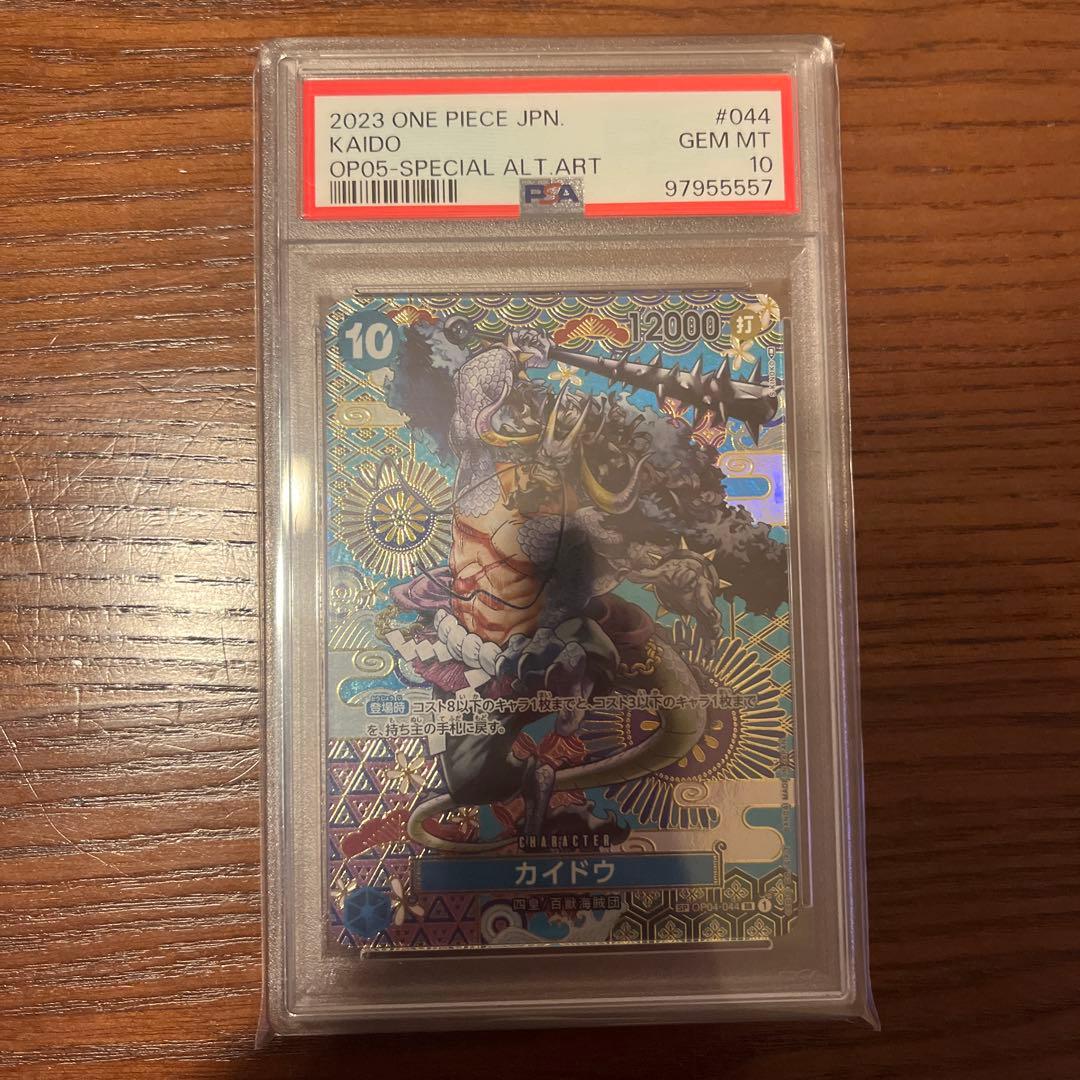 2023 ONE PIECE JPN. #044
KAIDO GEM MT
OP05-SPECIAL ALT.ART 10
PSA 97955557
10 12000 打
登場時 コスト8以下のキャラ1枚までと、コスト3以下のキャラ1枚まで
を、持ち主の手札に戻す。
CHARACTER
カイドウ
四皇/百獣海賊団
SP OP04-044 SR 1